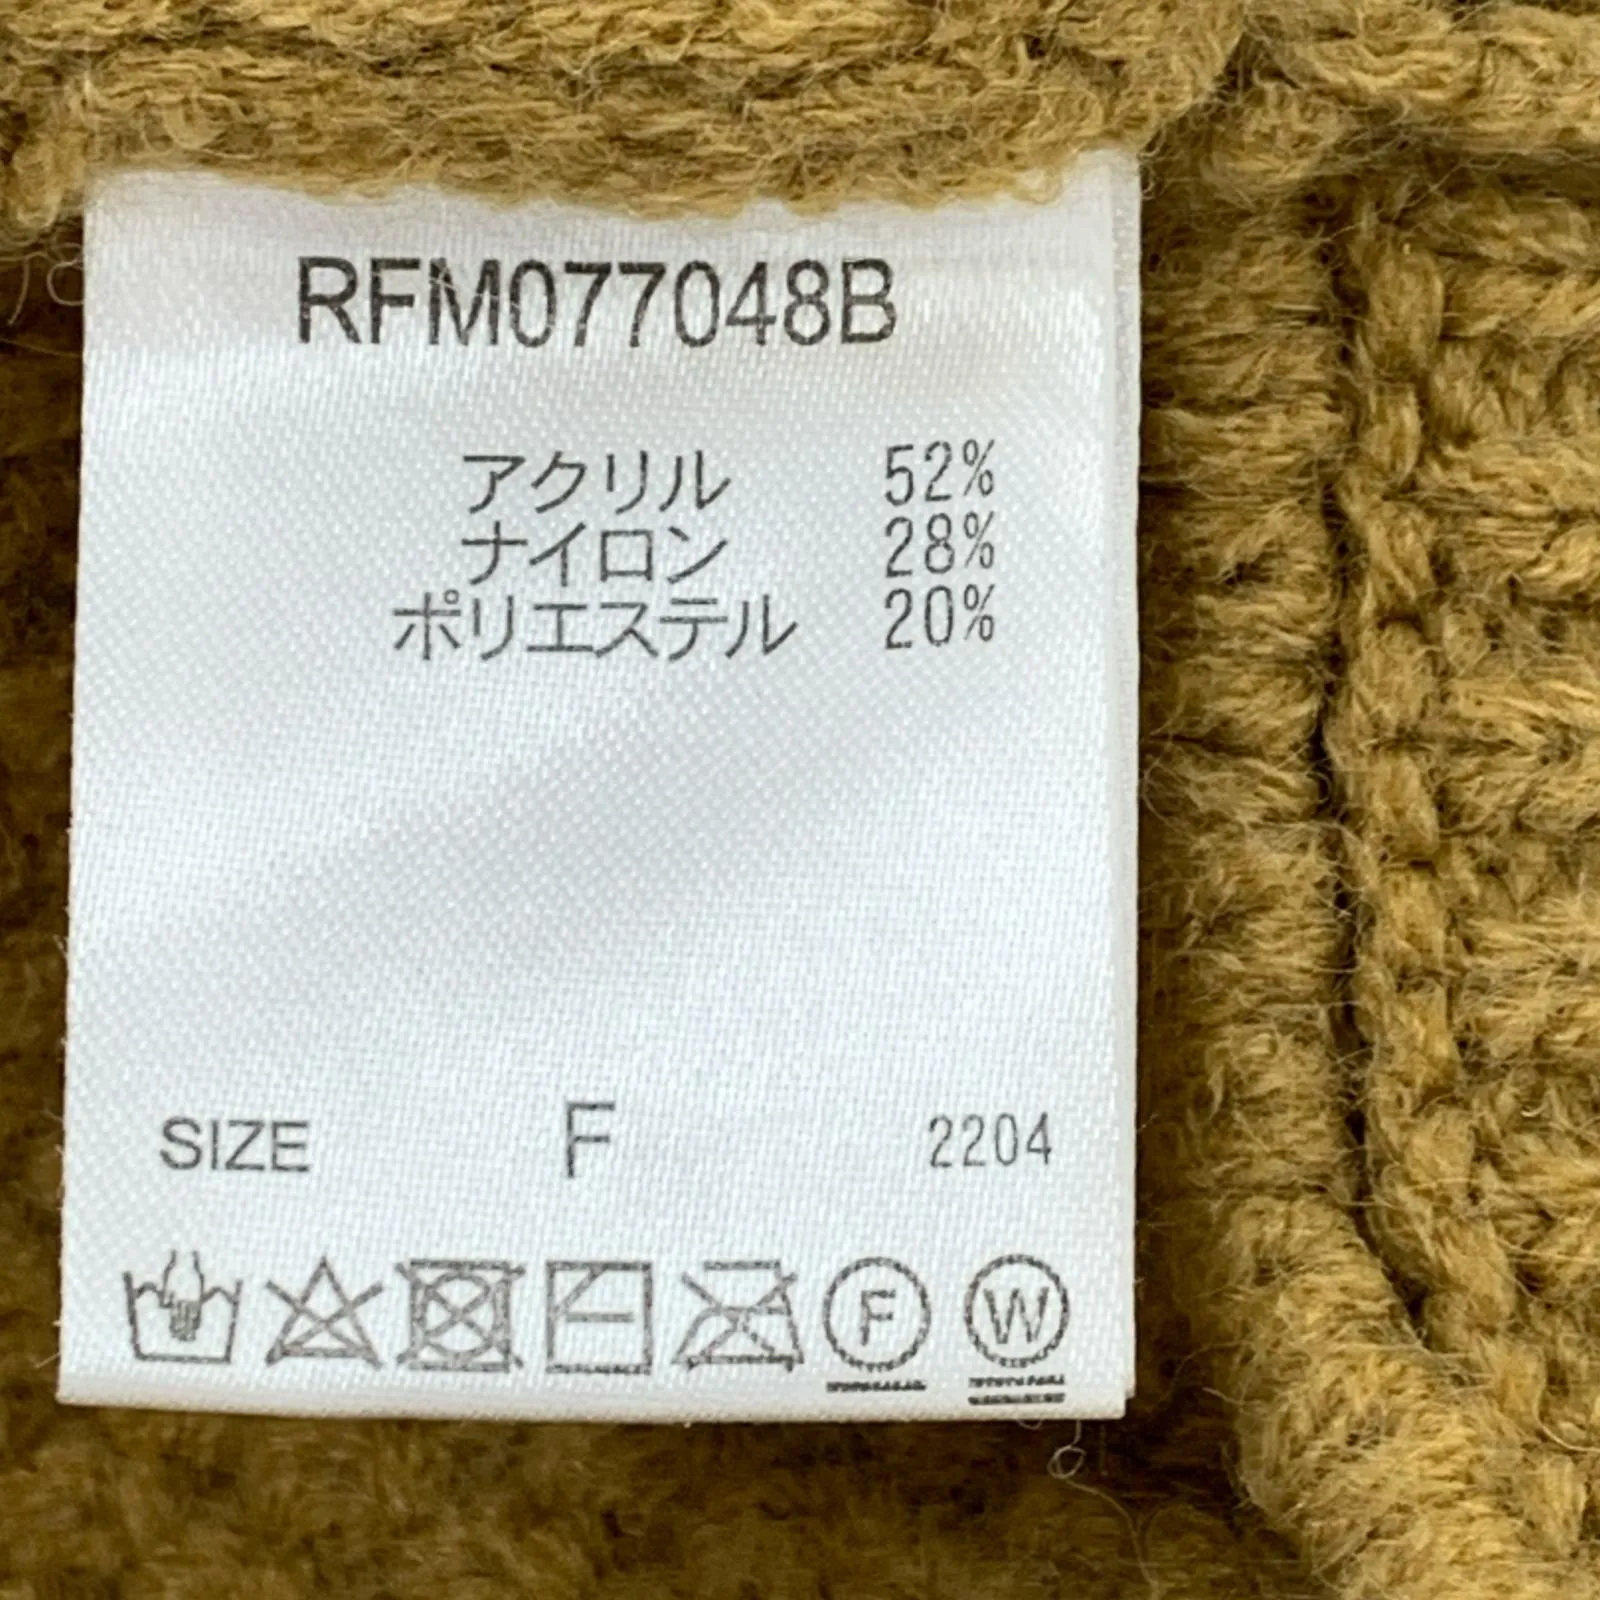 RFM077048B
アクリル 52%
ナイロン 28%
ポリエステル 20%
SIZE F 2204
F W